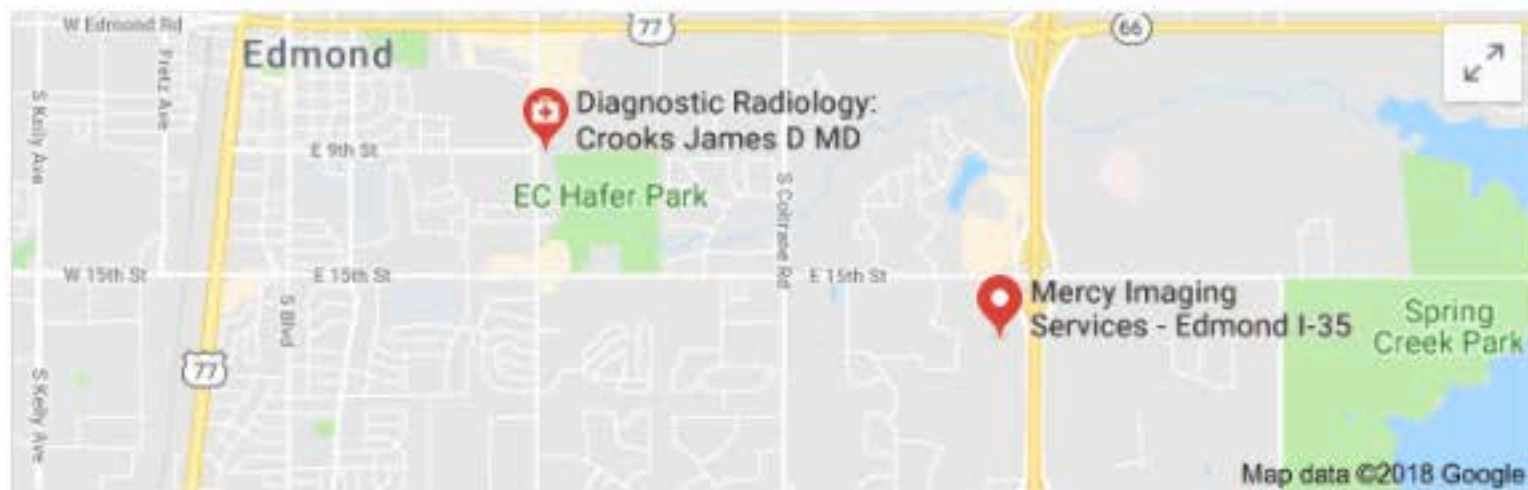 W Edmond Rd
77
66
Edmond
Fretz Ave
S Kelly Ave
Diagnostic Radiology:
Crooks James D MD
E 9th St
EC Hafer Park
S Coltrane Rd
W 15th St
E 15th St
E 15th St
S Blvd
Mercy Imaging
Services - Edmond I-35
Spring
Creek Park
77
S Kelly Ave
Map data ©2018 Google